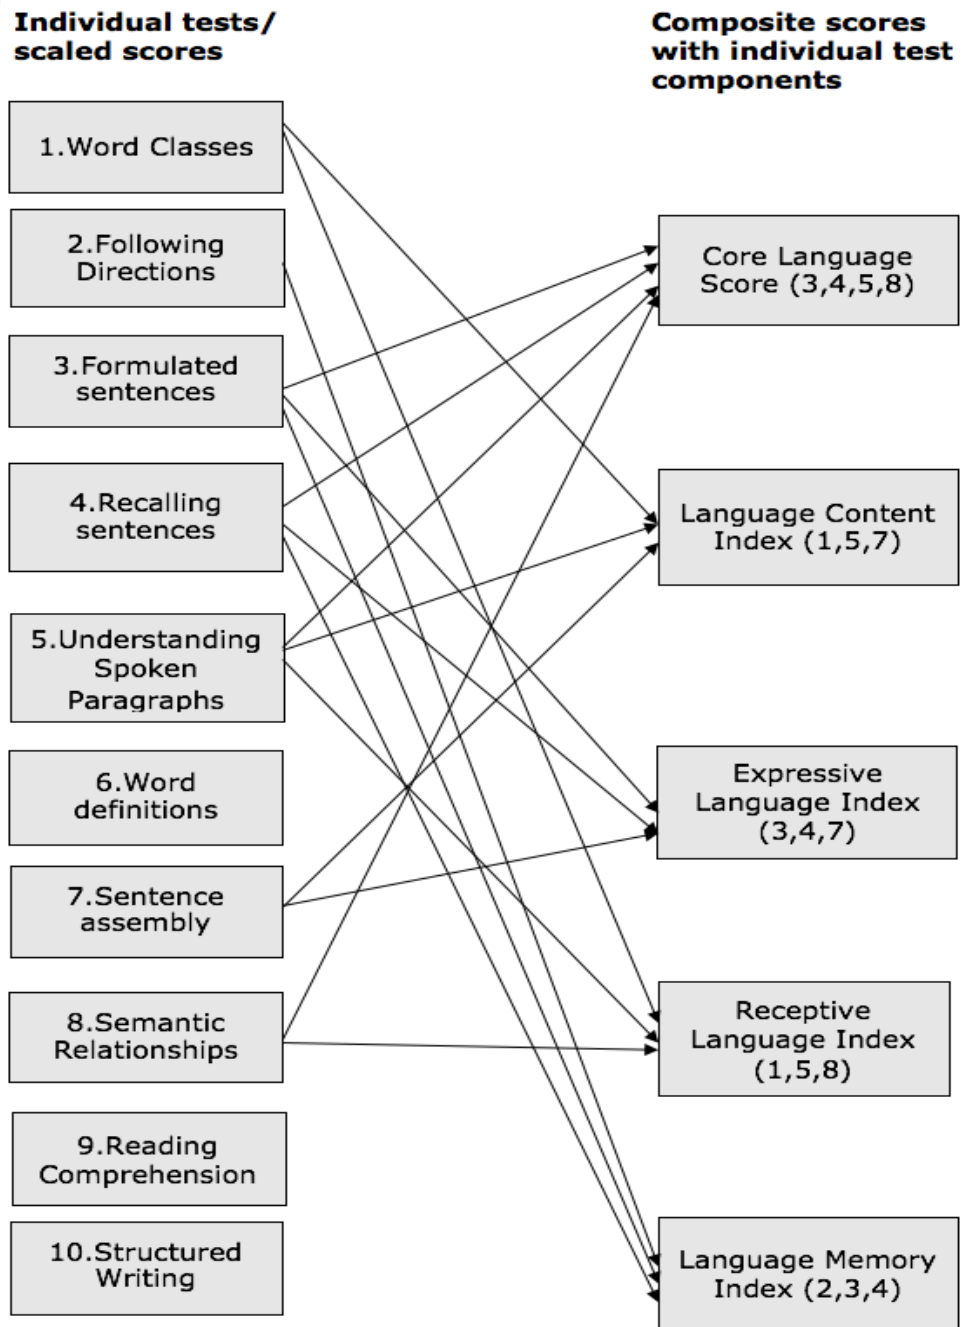 Individual tests/
scaled scores
Composite scores
with individual test
components
1.Word Classes
2.Following
Directions
3.Formulated
sentences
4.Recalling
sentences
5.Understanding
Spoken
Paragraphs
6.Word
definitions
7.Sentence
assembly
8.Semantic
Relationships
9.Reading
Comprehension
10.Structured
Writing
Core Language
Score (3,4,5,8)
Language Content
Index (1,5,7)
Expressive
Language Index
(3,4,7)
Receptive
Language Index
(1,5,8)
Language Memory
Index (2,3,4)